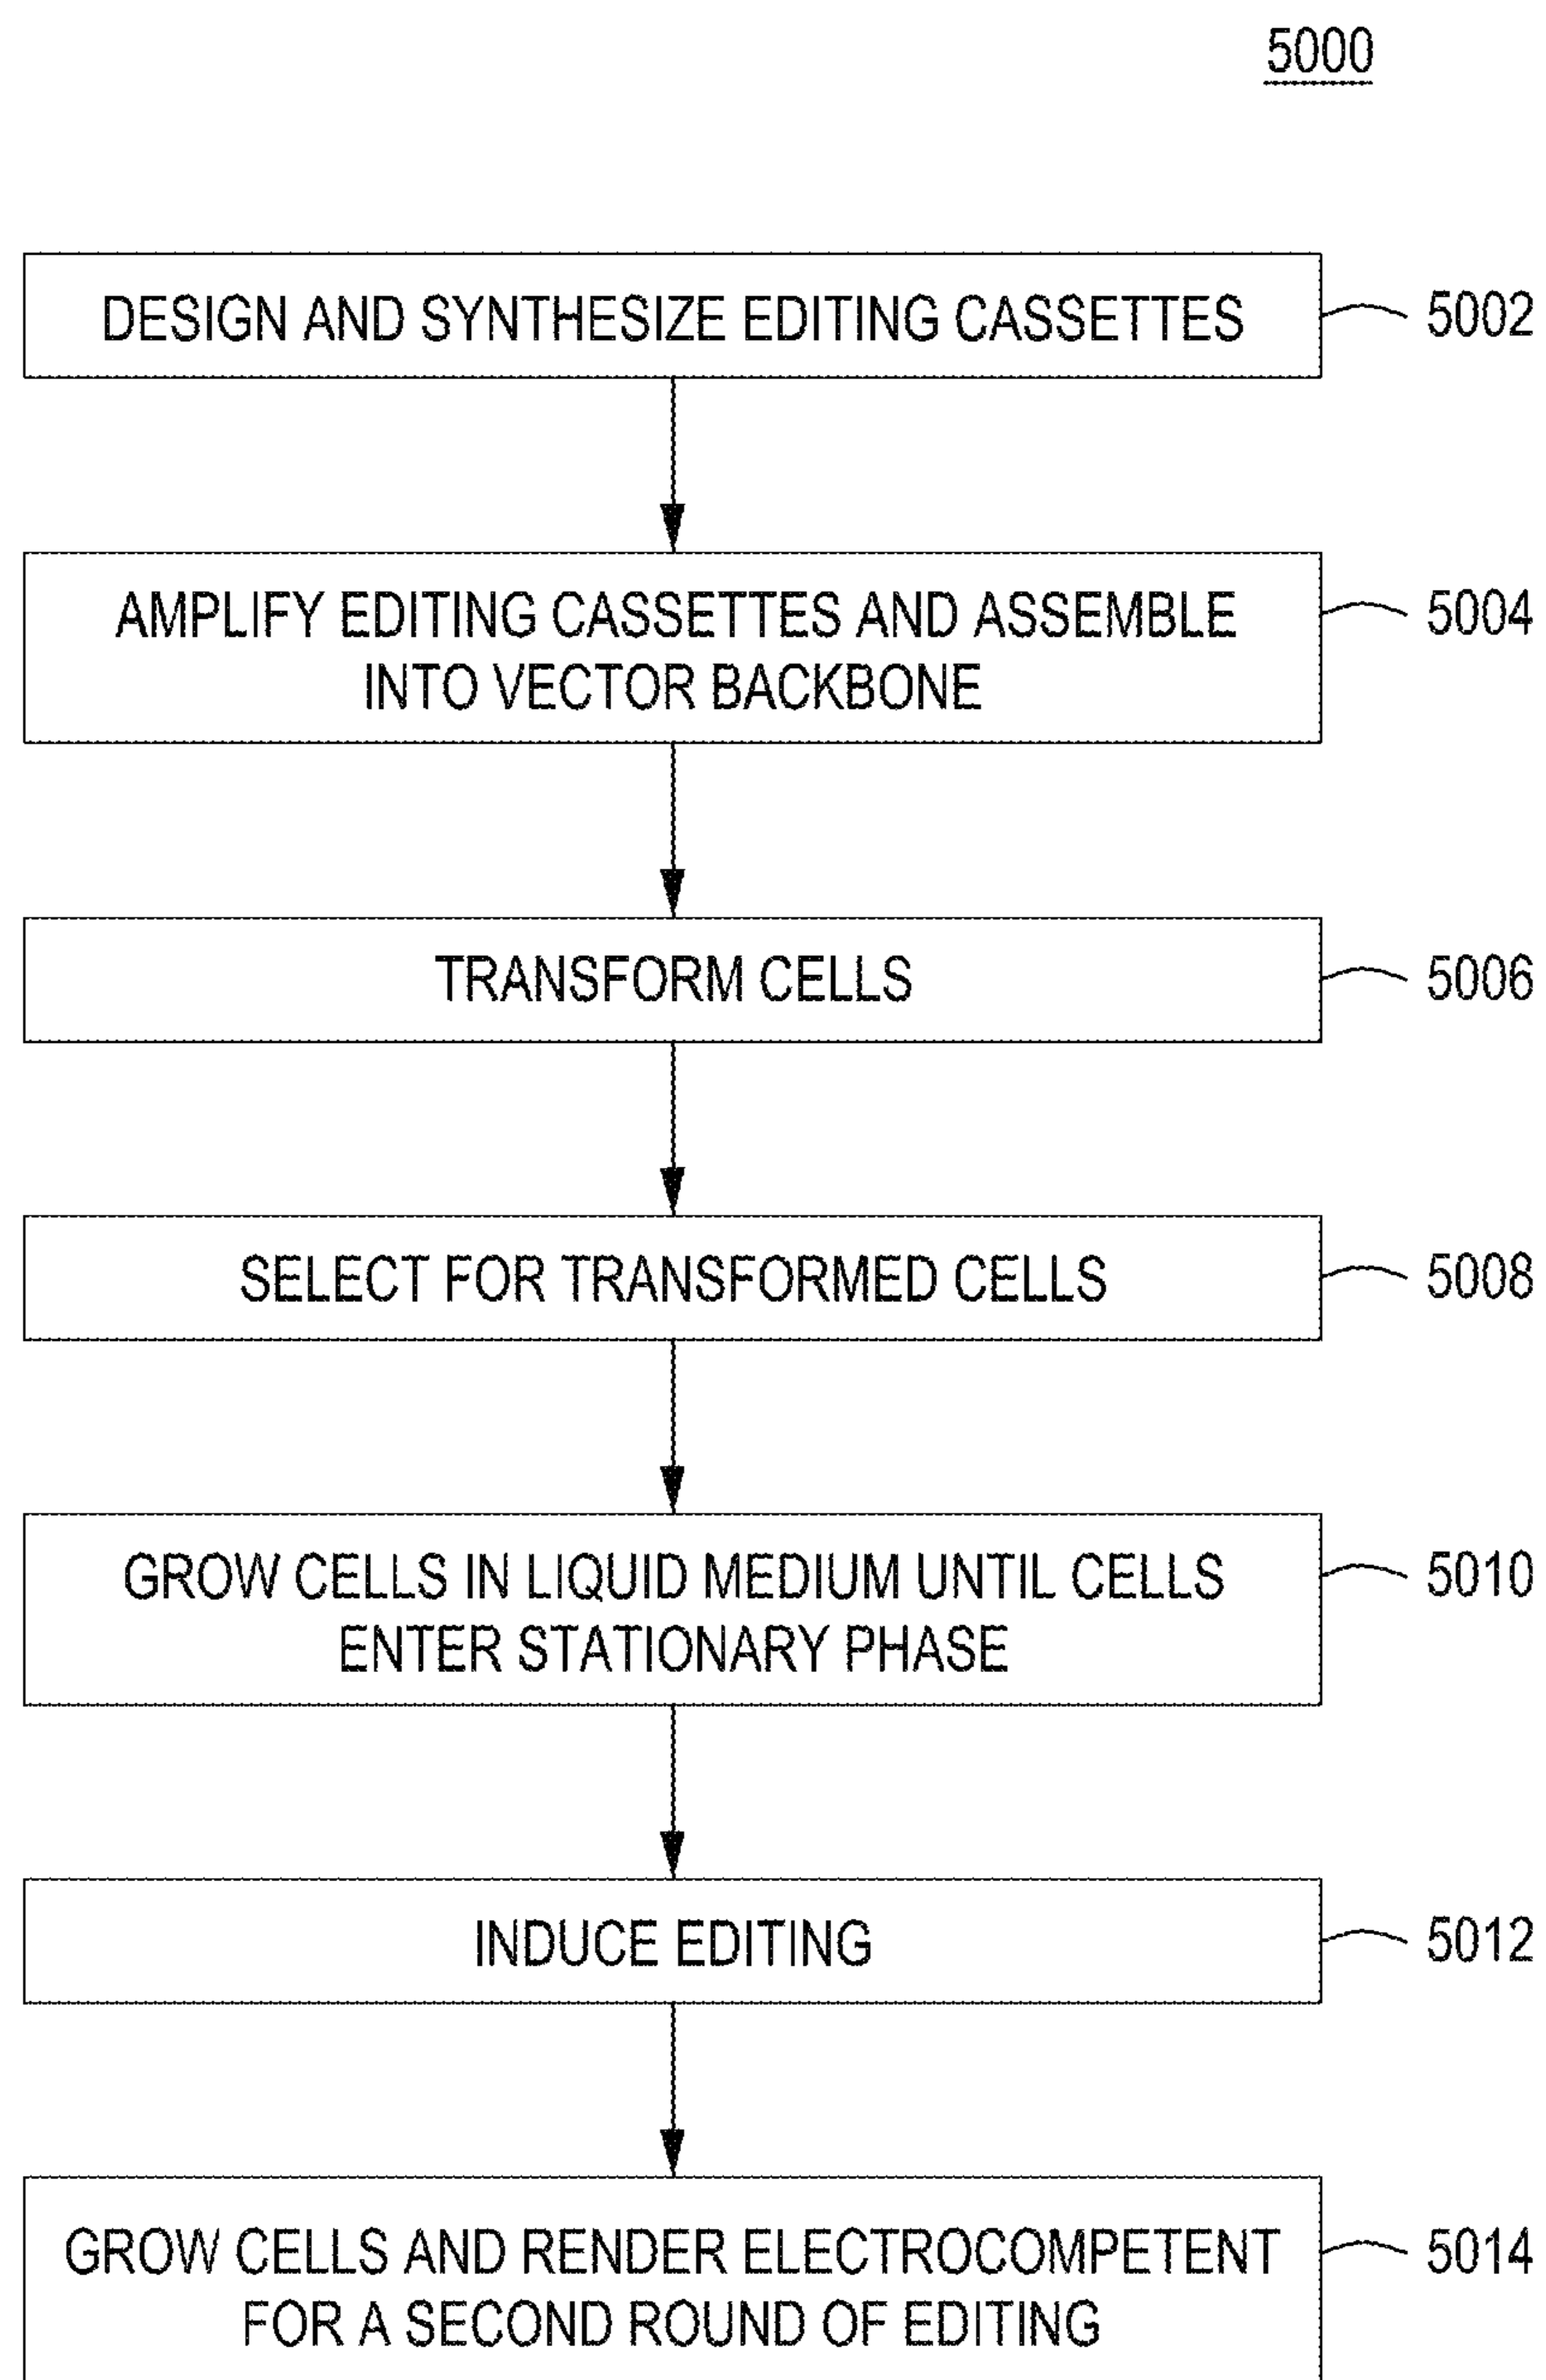 5000
DESIGN AND SYNTHESIZE EDITING CASSETTES
5002
AMPLIFY EDITING CASSETTES AND ASSEMBLE
INTO VECTOR BACKBONE
5004
TRANSFORM CELLS
5006
SELECT FOR TRANSFORMED CELLS
5008
GROW CELLS IN LIQUID MEDIUM UNTIL CELLS
ENTER STATIONARY PHASE
5010
INDUCE EDITING
5012
GROW CELLS AND RENDER ELECTROCOMPETENT
FOR A SECOND ROUND OF EDITING
5014